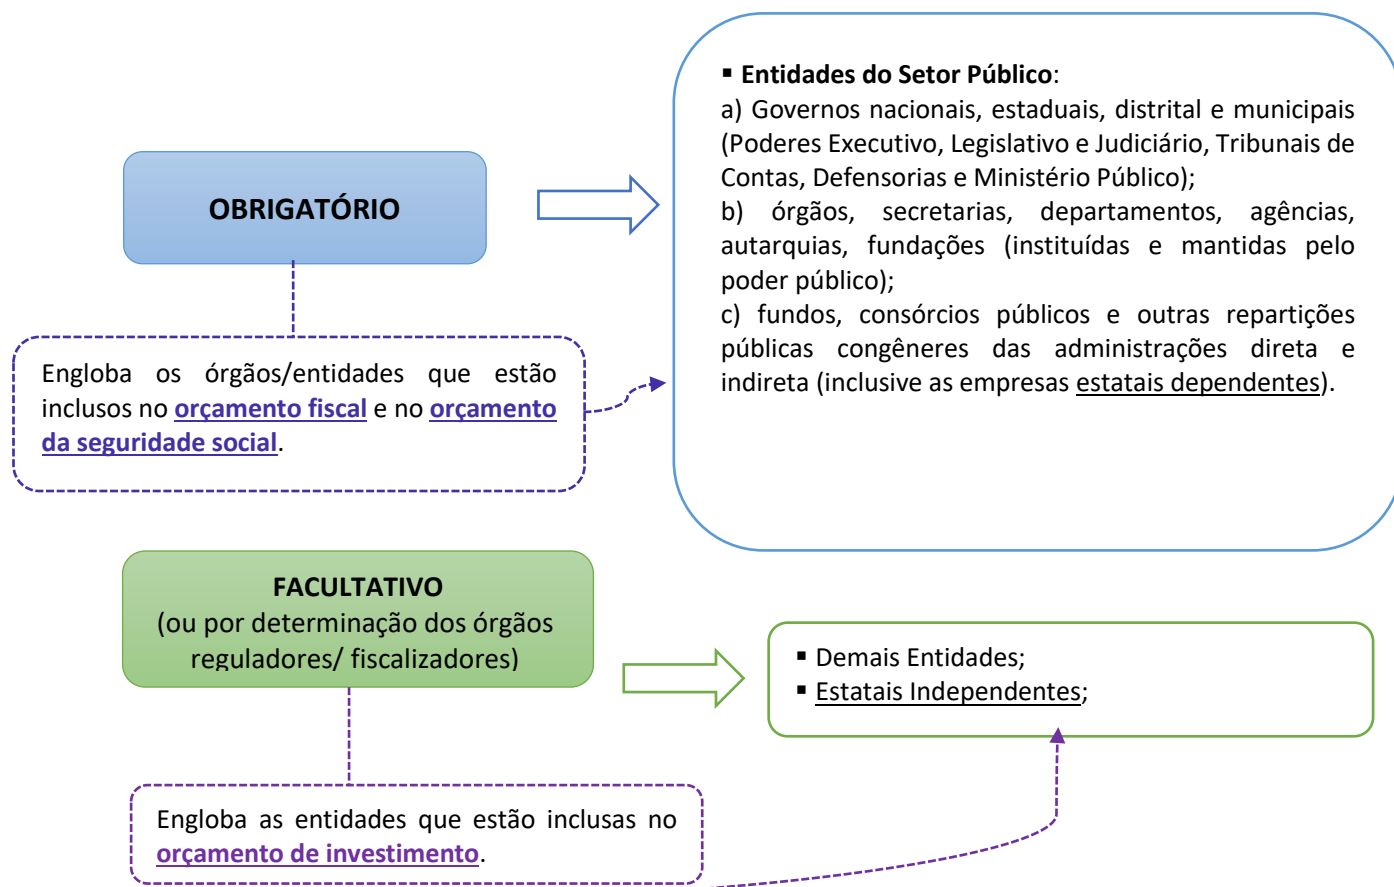 ▪ Entidades do Setor Público:
a) Governos nacionais, estaduais, distrital e municipais
(Poderes Executivo, Legislativo e Judiciário, Tribunais de
Contas, Defensorias e Ministério Público);
b) órgãos, secretarias, departamentos, agências,
autarquias, fundações (instituídas e mantidas pelo
poder público);
c) fundos, consórcios públicos e outras repartições
públicas congêneres das administrações direta e
indireta (inclusive as empresas estatais dependentes).
OBRIGATÓRIO
Engloba os órgãos/entidades que estão
inclusos no orçamento fiscal e no orçamento
da seguridade social.
FACULTATIVO
(ou por determinação dos órgãos
reguladores/ fiscalizadores)
▪ Demais Entidades;
▪ Estatais Independentes;
Engloba as entidades que estão inclusas no
orçamento de investimento.